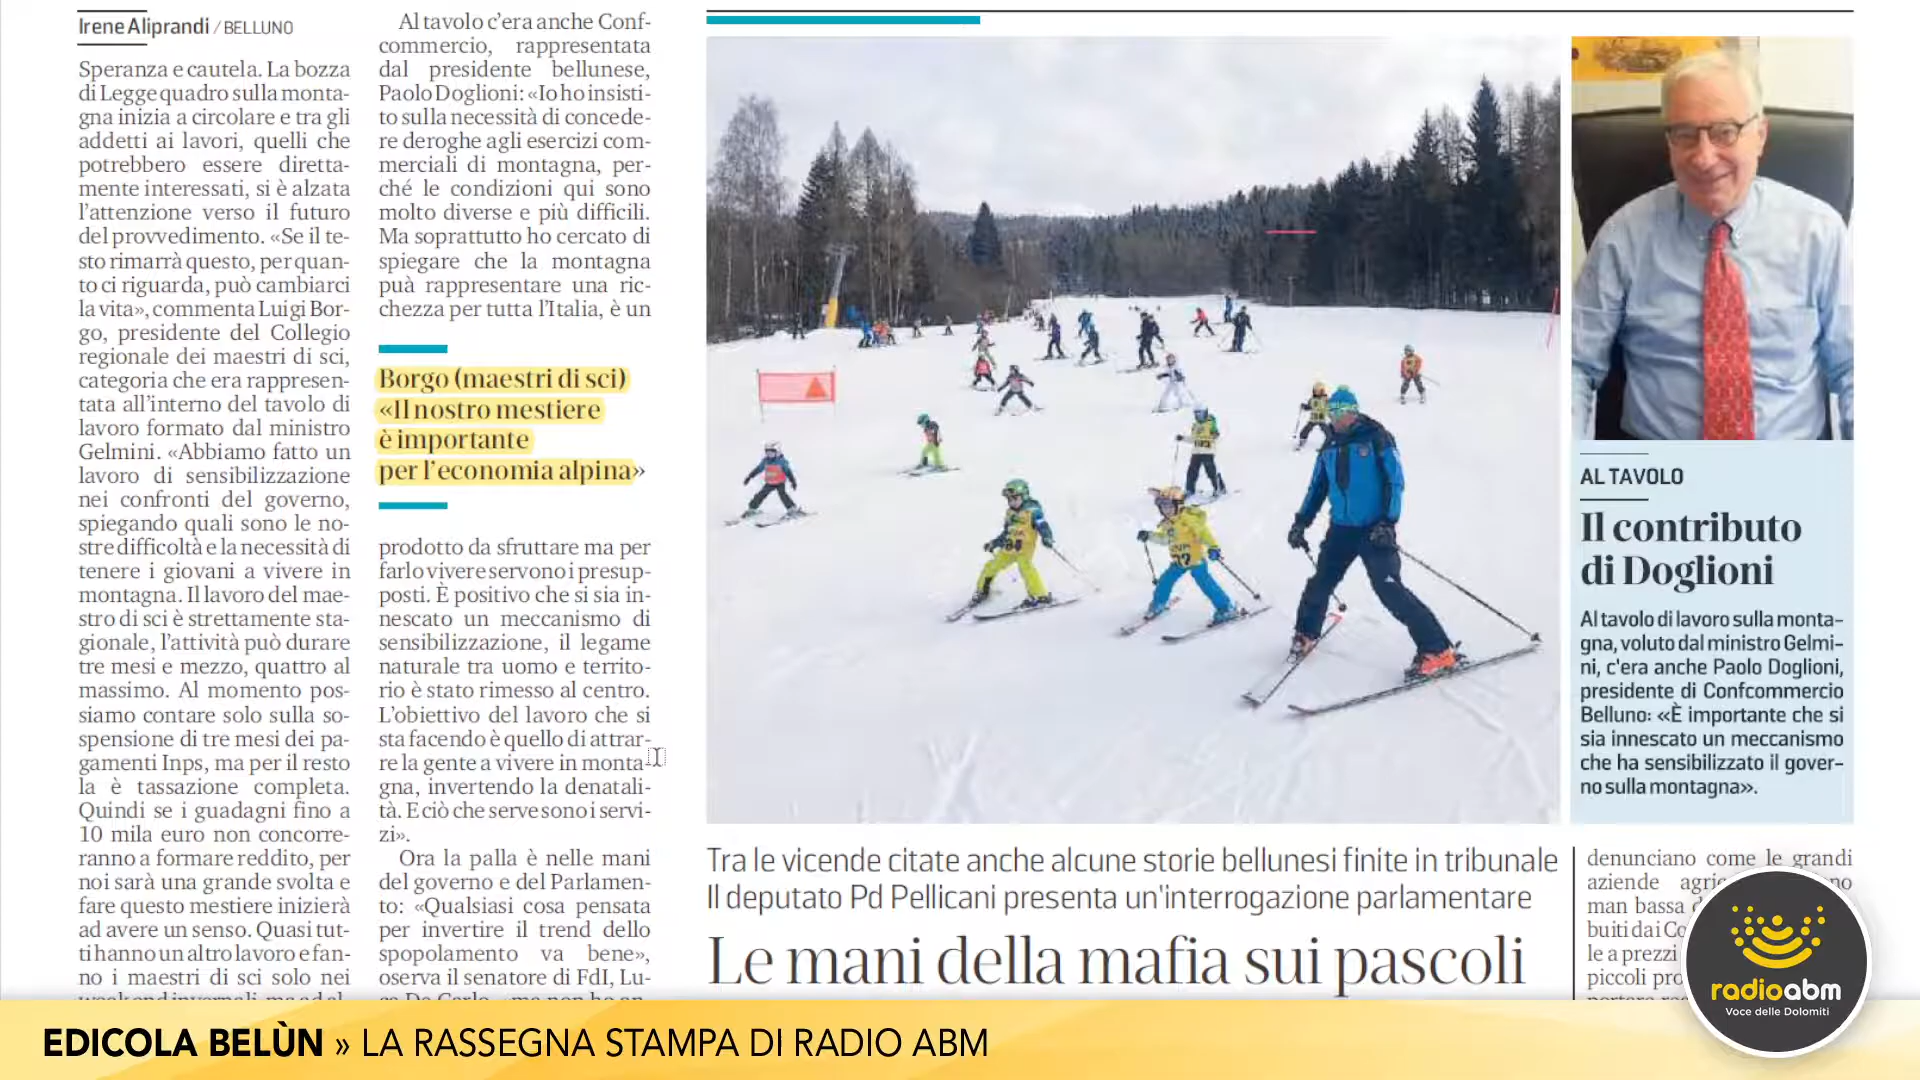 Irene Aliprandi / BELLUNO
Speranza e cautela. La bozza
di Legge quadro sulla monta-
gna inizia a circolare e tra gli
addetti ai lavori, quelli che
potrebbero essere diretta-
mente interessati, si è alzata
l'attenzione verso il futuro
del provvedimento. «Se il te-
sto rimarrà questo, per quan-
to ci riguarda, può cambiarci
la vita», commenta Luigi Bor-
go, presidente del Collegio
regionale dei maestri di sci,
categoria che era rappresen-
tata all'interno del tavolo di
lavoro formato dal ministro
Gelmini. «Abbiamo fatto un
lavoro di sensibilizzazione
nei confronti del governo,
spiegando quali sono le no-
stre difficoltà e la necessità di
tenere i giovani a vivere in
montagna. Il lavoro del mae-
stro di sci è strettamente sta-
gionale, l'attività può durare
tre mesi e mezzo, quattro al
massimo. Al momento pos-
siamo contare solo sulla so-
spensione di tre mesi dei pa-
gamenti Inps, ma per il resto
la è tassazione completa.
Quindi se i guadagni fino a
10 mila euro non concorre-
ranno a formare reddito, per
noi sarà una grande svolta e
fare questo mestiere inizierà
ad avere un senso. Quasi tut-
ti hanno un altro lavoro e fan-
no i maestri di sci solo nei
Al tavolo c'era anche Conf-
commercio, rappresentata
dal presidente bellunese,
Paolo Doglioni: «Io ho insisti-
to sulla necessità di concede-
re deroghe agli esercizi com-
merciali di montagna, per-
ché le condizioni qui sono
molto diverse e più difficili.
Ma soprattutto ho cercato di
spiegare che la montagna
puà rappresentare una ric-
chezza per tutta l'Italia, è un
Borgo (maestri di sci)
«Il nostro mestiere
è importante
per l'economia alpina»
prodotto da sfruttare ma per
farlo vivere servono i presup-
posti. È positivo che si sia in-
nescato un meccanismo di
sensibilizzazione, il legame
naturale tra uomo e territo-
rio è stato rimesso al centro.
L'obiettivo del lavoro che si
sta facendo è quello di attrar-
re la gente a vivere in monta-
gna, invertendo la denatali-
tà. E ciò che serve sono i servi-
zi».
Ora la palla è nelle mani
del governo e del Parlamen-
to: «Qualsiasi cosa pensata
per invertire il trend dello
spopolamento va bene»,
oserva il senatore di FdI, Lu-
AL TAVOLO
Il contributo
di Doglioni
Al tavolo di lavoro sulla monta-
gna, voluto dal ministro Gelmi-
ni, c'era anche Paolo Doglioni,
presidente di Confcommercio
Belluno: «È importante che si
sia innescato un meccanismo
che ha sensibilizzato il gover-
no sulla montagna».
Tra le vicende citate anche alcune storie bellunesi finite in tribunale
Il deputato Pd Pellicani presenta un'interrogazione parlamentare
Le mani della mafia sui pascoli
denunciano come le grandi
aziende
man bassa
buiti dai
le a prezzi
piccoli
radioabm
Voce delle Dolomiti
EDICOLA BELÙN » LA RASSEGNA STAMPA DI RADIO ABM